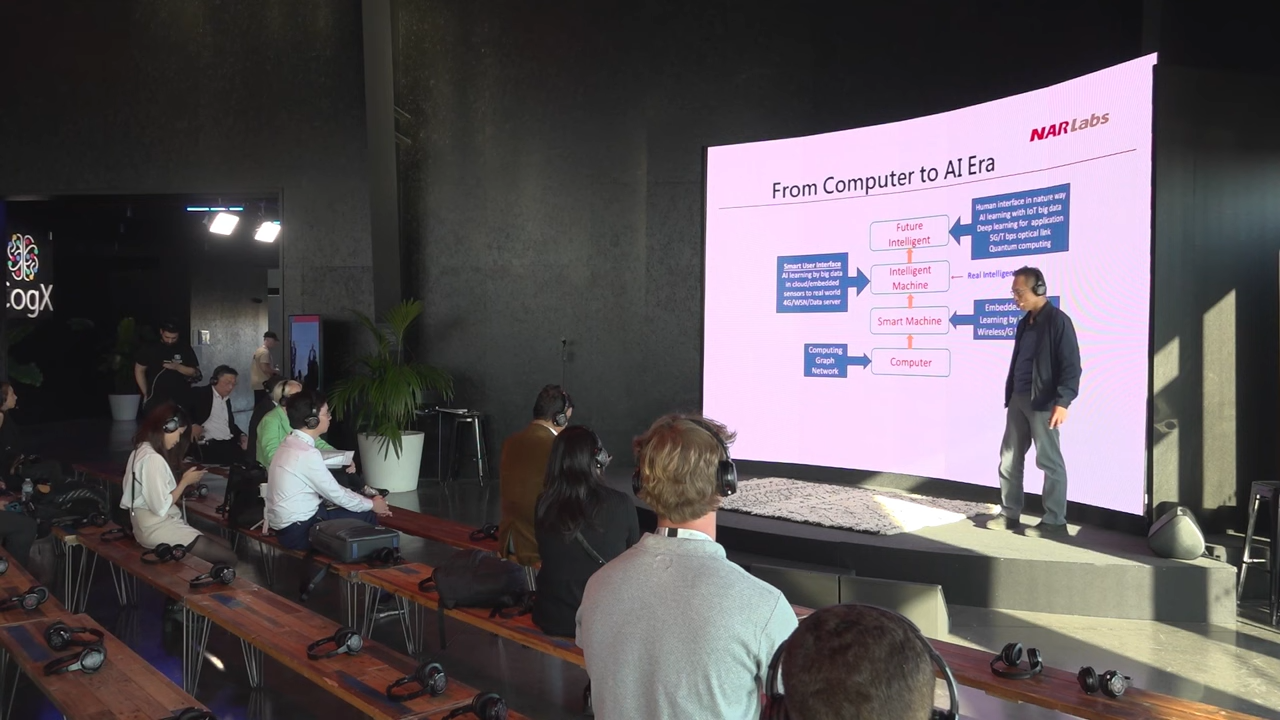 NARLabs
From Computer to AI Era
Human interface in nature way
AI learning with IoT big data
Deep learning for application
5G/T bps optical link
Quantum computing
Future
Intelligent
Smart User Interface
AI learning by big data
in cloud/embedded
sensors to real world
4G/WSN/Data server
Intelligent
Machine
Real Intelligen
Smart Machine
Embedded
Learning by
Wireless/G
Computing
Graph
Network
Computer
CogX